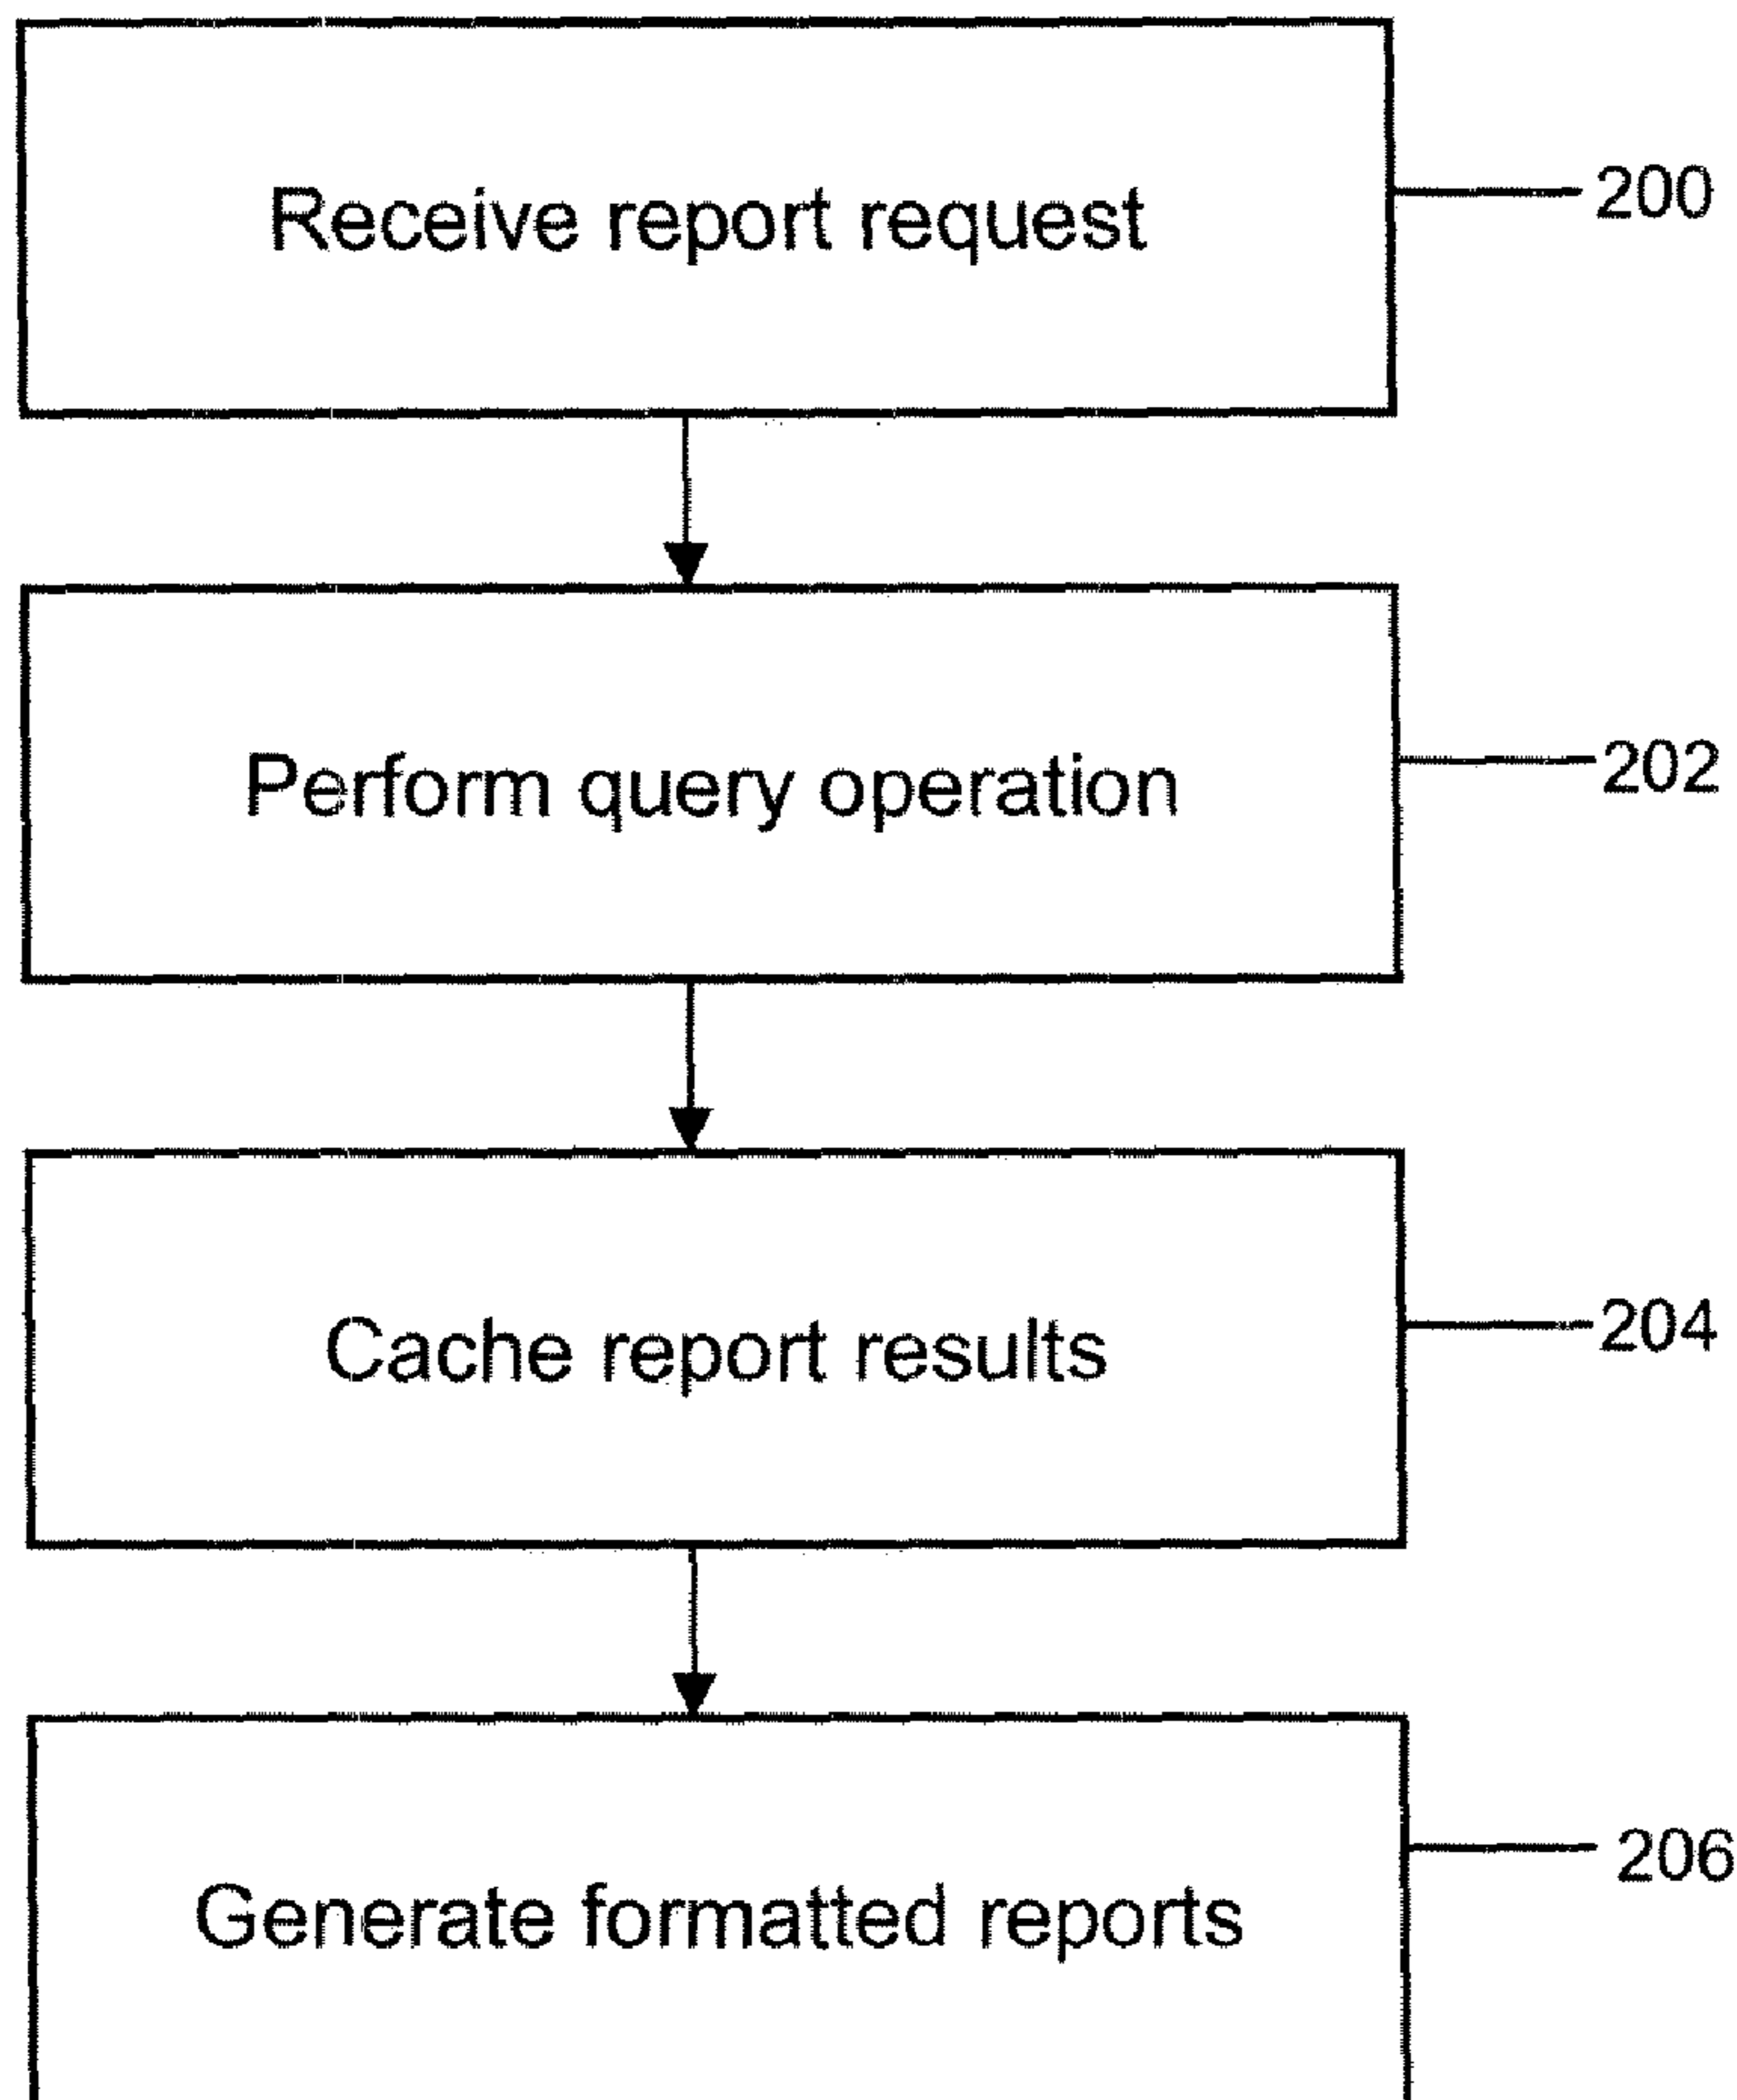 Receive report request
200
Perform query operation
202
Cache report results
204
Generate formatted reports
206